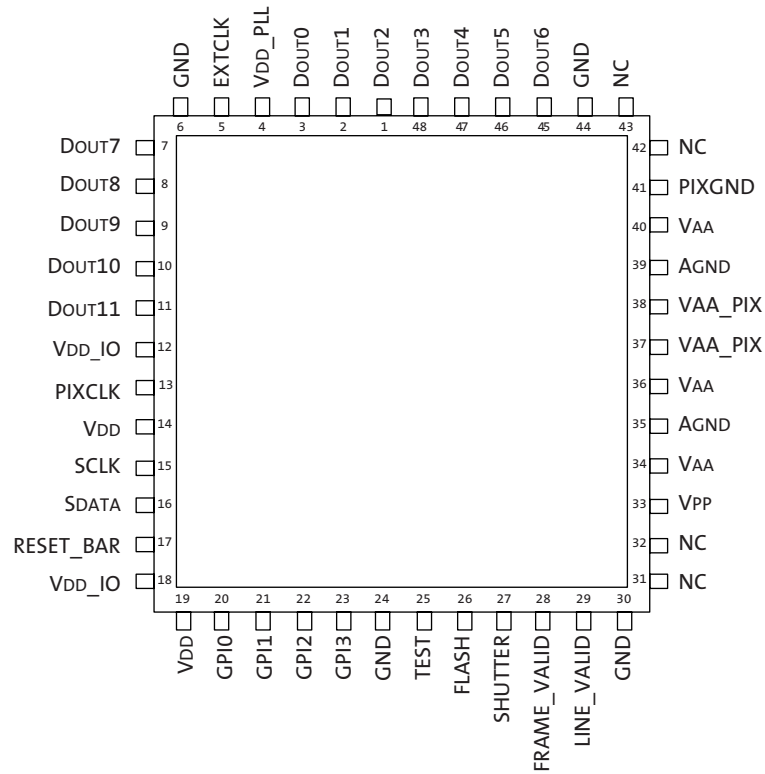 GND
EXTCLK
VDD_PLL
DOUT0
DOUT1
DOUT2
DOUT3
DOUT4
DOUT5
DOUT6
GND
NC
6
5
4
3
2
1
48
47
46
45
44
43
DOUT7 7
DOUT8 8
DOUT9 9
DOUT10 10
DOUT11 11
VDD_IO 12
PIXCLK 13
VDD 14
SCLK 15
SDATA 16
RESET_BAR 17
VDD_IO 18
42 NC
41 PIXGND
40 VAA
39 AGND
38 VAA_PIX
37 VAA_PIX
36 VAA
35 AGND
34 VAA
33 VPP
32 NC
31 NC
19
20
21
22
23
24
25
26
27
28
29
30
VDD
GPI0
GPI1
GPI2
GPI3
GND
TEST
FLASH
SHUTTER
FRAME_VALID
LINE_VALID
GND